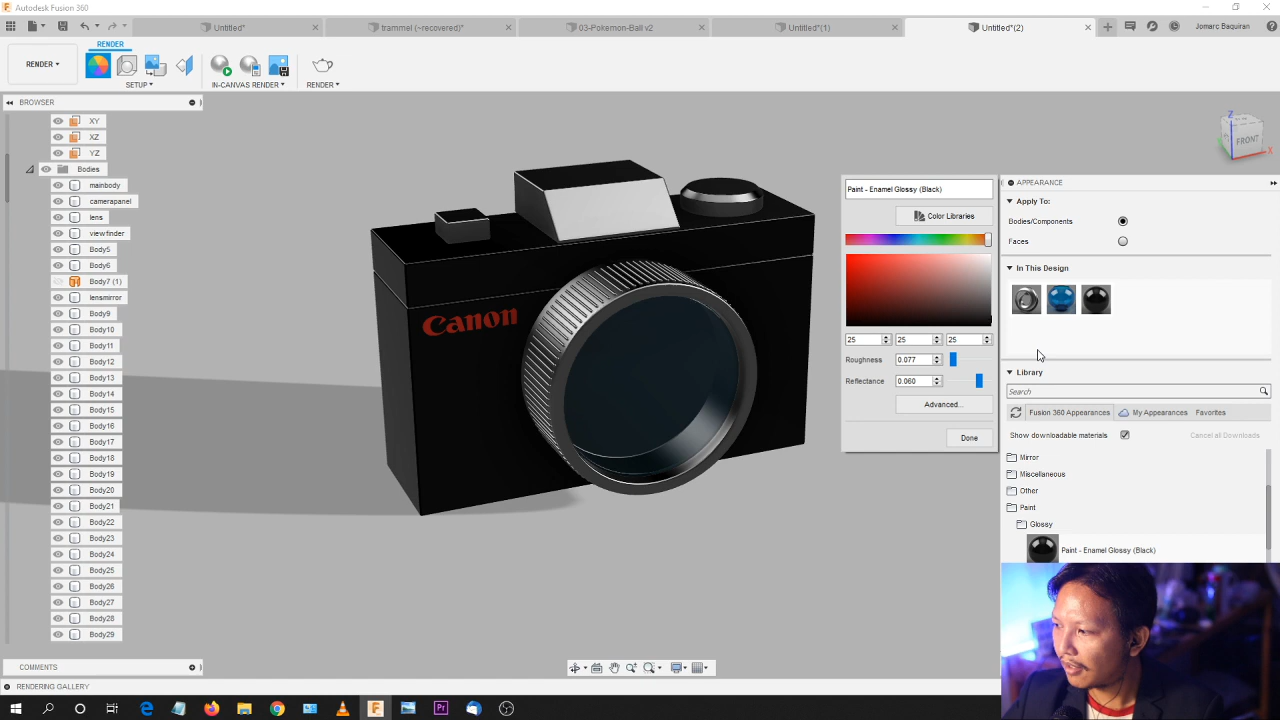 Autodesk Fusion 360
Untitled*
trammel (~recovered)*
03-Pokemon-Ball v2
Untitled*(1)
Untitled*(2)
Jomarc Baquiran
RENDER
RENDER
SETUP
IN-CANVAS RENDER
RENDER
BROWSER
XY
XZ
YZ
Bodies
mainbody
camerapanel
lens
viewfinder
Body5
Body6
Body7 (1)
lensmirror
Body9
Body10
Body11
Body12
Body13
Body14
Body15
Body16
Body17
Body18
Body19
Body20
Body21
Body22
Body23
Body24
Body25
Body26
Body27
Body28
Body29
COMMENTS
RENDERING GALLERY
Canon
Z
FRONT
X
Paint - Enamel Glossy (Black)
Color Libraries
25 25 25
Roughness 0.077
Reflectance 0.060
Advanced...
Done
APPEARANCE
Apply To:
Bodies/Components
Faces
In This Design
Library
Search
Fusion 360 Appearances My Appearances Favorites
Show downloadable materials Cancel all Downloads
Mirror
Miscellaneous
Other
Paint
Glossy
Paint - Enamel Glossy (Black)